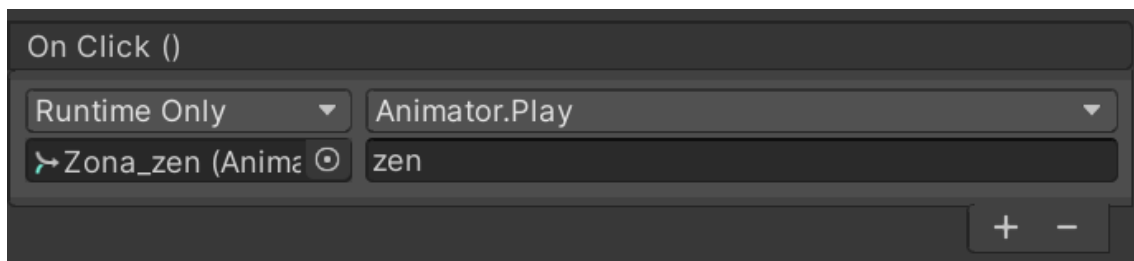 On Click ()
Runtime Only Animator.Play
Zona_zen (Anima zen
+ −